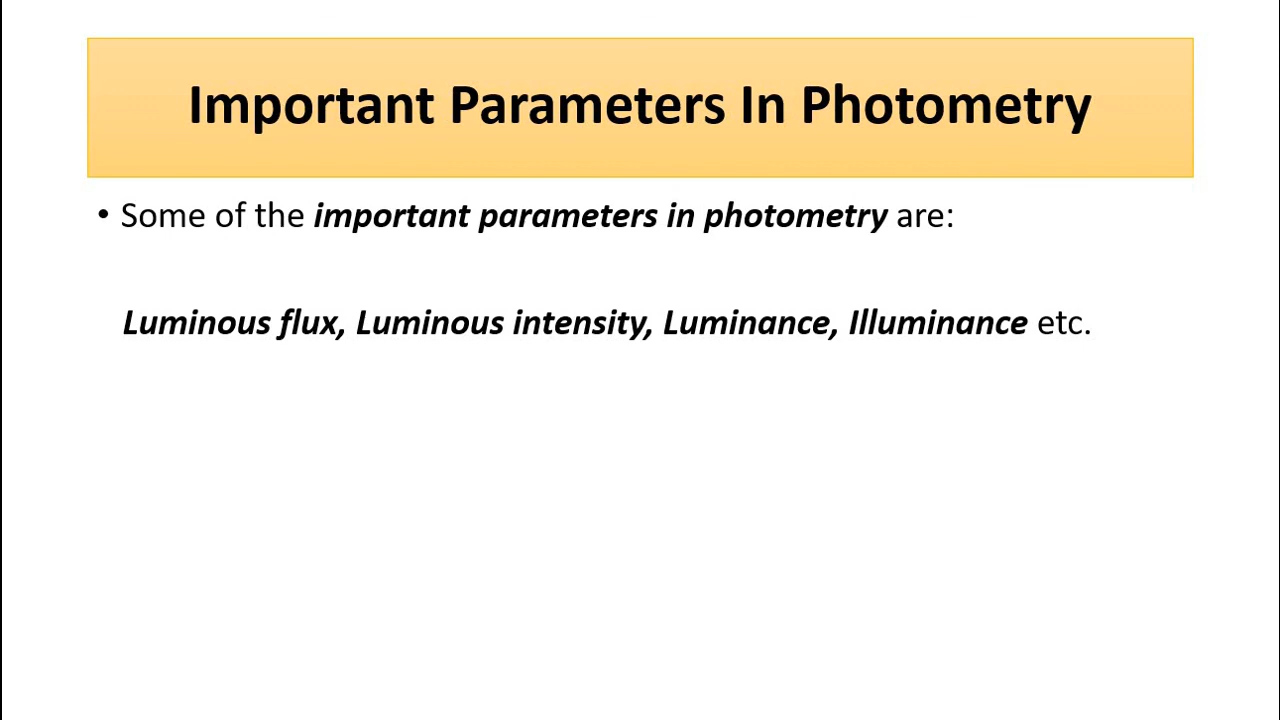 Important Parameters In Photometry
• Some of the important parameters in photometry are:
Luminous flux, Luminous intensity, Luminance, Illuminance etc.